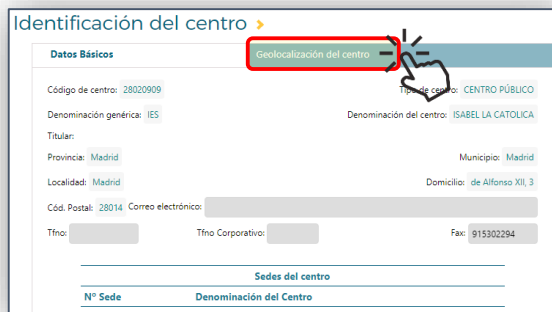 Identificación del centro >
Datos Básicos Geolocalización del centro
Código de centro: 28020909 Tipo de centro: CENTRO PÚBLICO
Denominación genérica: IES Denominación del centro: ISABEL LA CATOLICA
Titular:
Provincia: Madrid Municipio: Madrid
Localidad: Madrid Domicilio: de Alfonso XII, 3
Cód. Postal: 28014 Correo electrónico:
Tfno: Tfno Corporativo: Fax: 915302294
Sedes del centro
Nº Sede Denominación del Centro